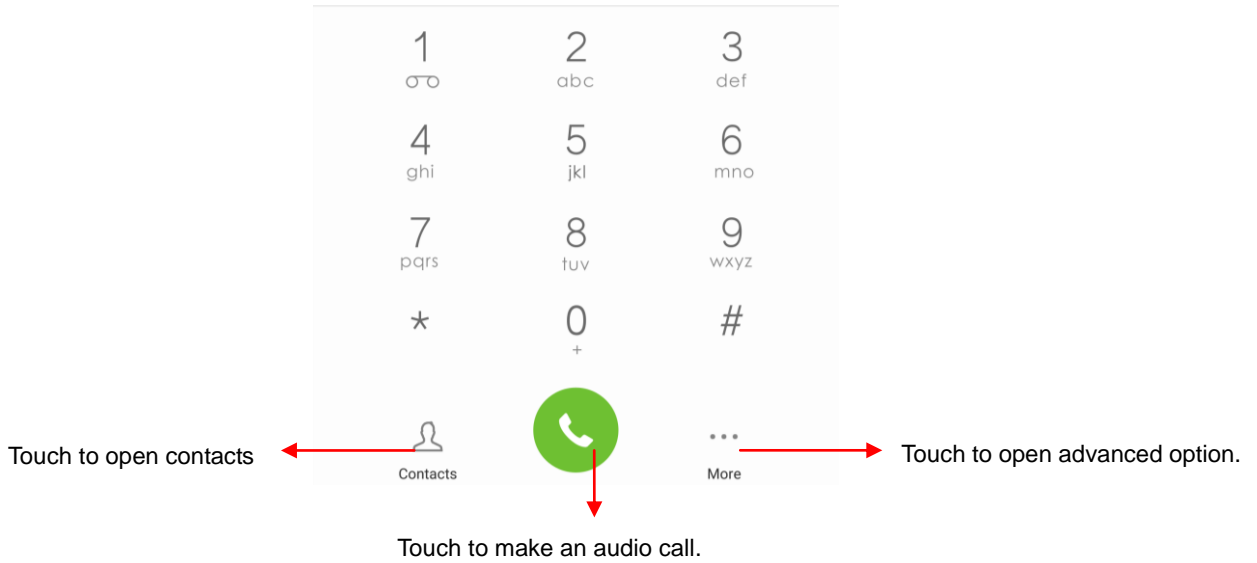 1 2 3
abc def
4 5 6
ghi jkl mno
7 8 9
pqrs tuv wxyz
* 0 #
+
Touch to open contacts
Contacts
More
Touch to open advanced option.
Touch to make an audio call.